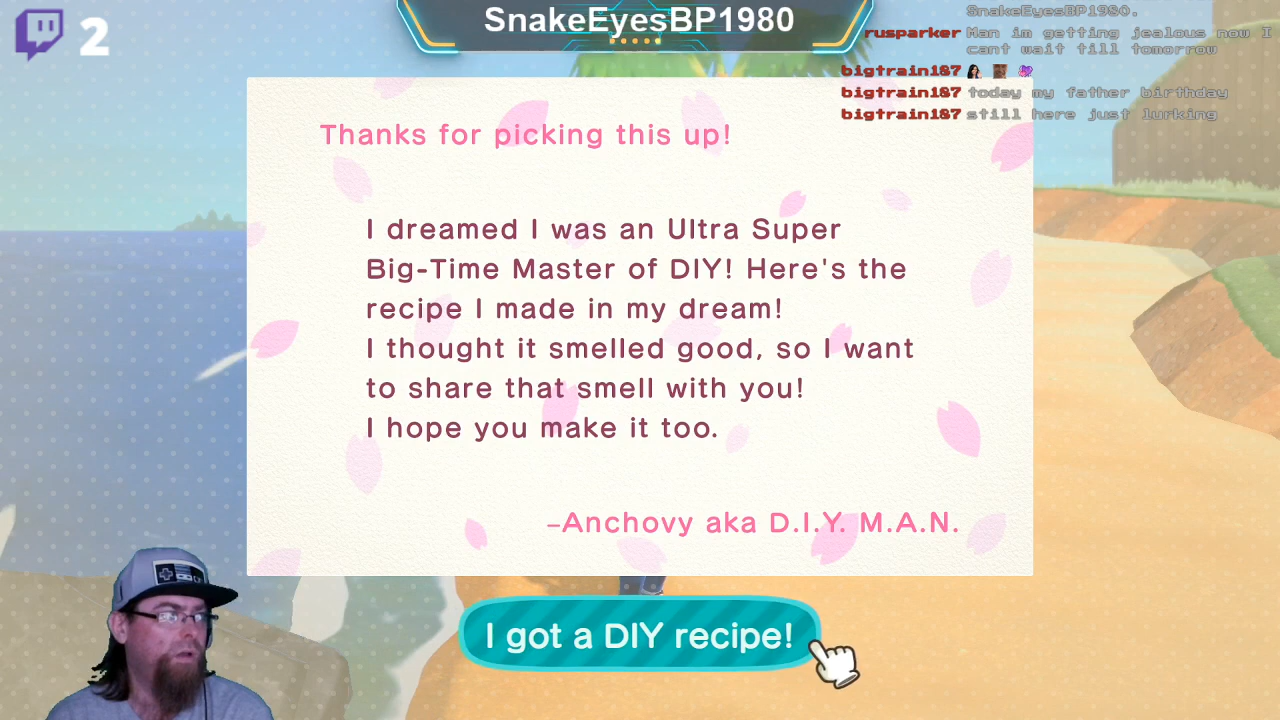 2
SnakeEyesBP1980
SnakeEyesBP1980.
rusparker Man im getting jealous now I
cant wait till tomorrow
bigtrain187
bigtrain187 today my father birthday
bigtrain187 still here just lurking
Thanks for picking this up!
I dreamed I was an Ultra Super
Big-Time Master of DIY! Here's the
recipe I made in my dream!
I thought it smelled good, so I want
to share that smell with you!
I hope you make it too.
–Anchovy aka D.I.Y. M.A.N.
I got a DIY recipe!